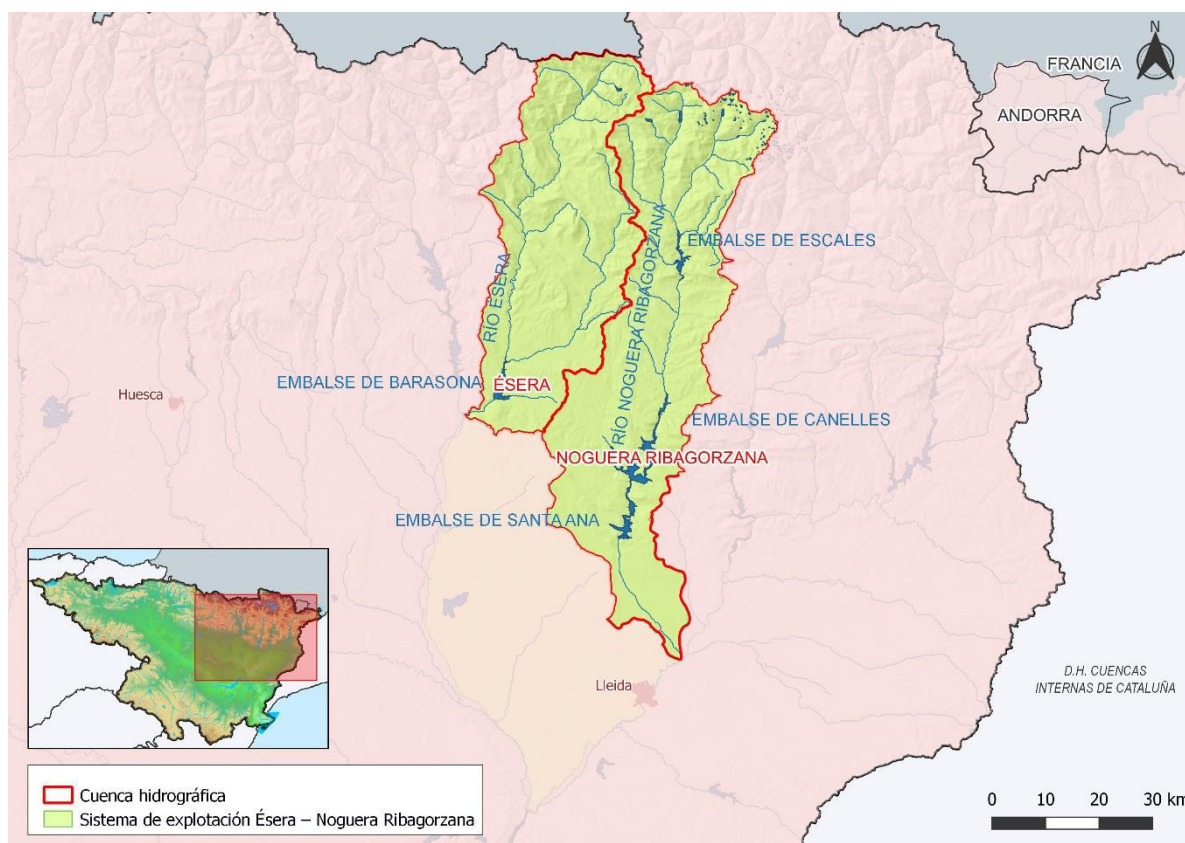 N
FRANCIA
ANDORRA
EMBALSE DE ESCALES
RÍO NOGUERA RIBAGORZANA
RÍO ÉSERA
EMBALSE DE BARASONA
ÉSERA
Huesca
EMBALSE DE CANELLES
NOGUERA RIBAGORZANA
EMBALSE DE SANTA ANA
Lleida
D.H. CUENCAS
INTERNAS DE CATALUÑA
Cuenca hidrográfica
Sistema de explotación Ésera – Noguera Ribagorzana
0 10 20 30 km